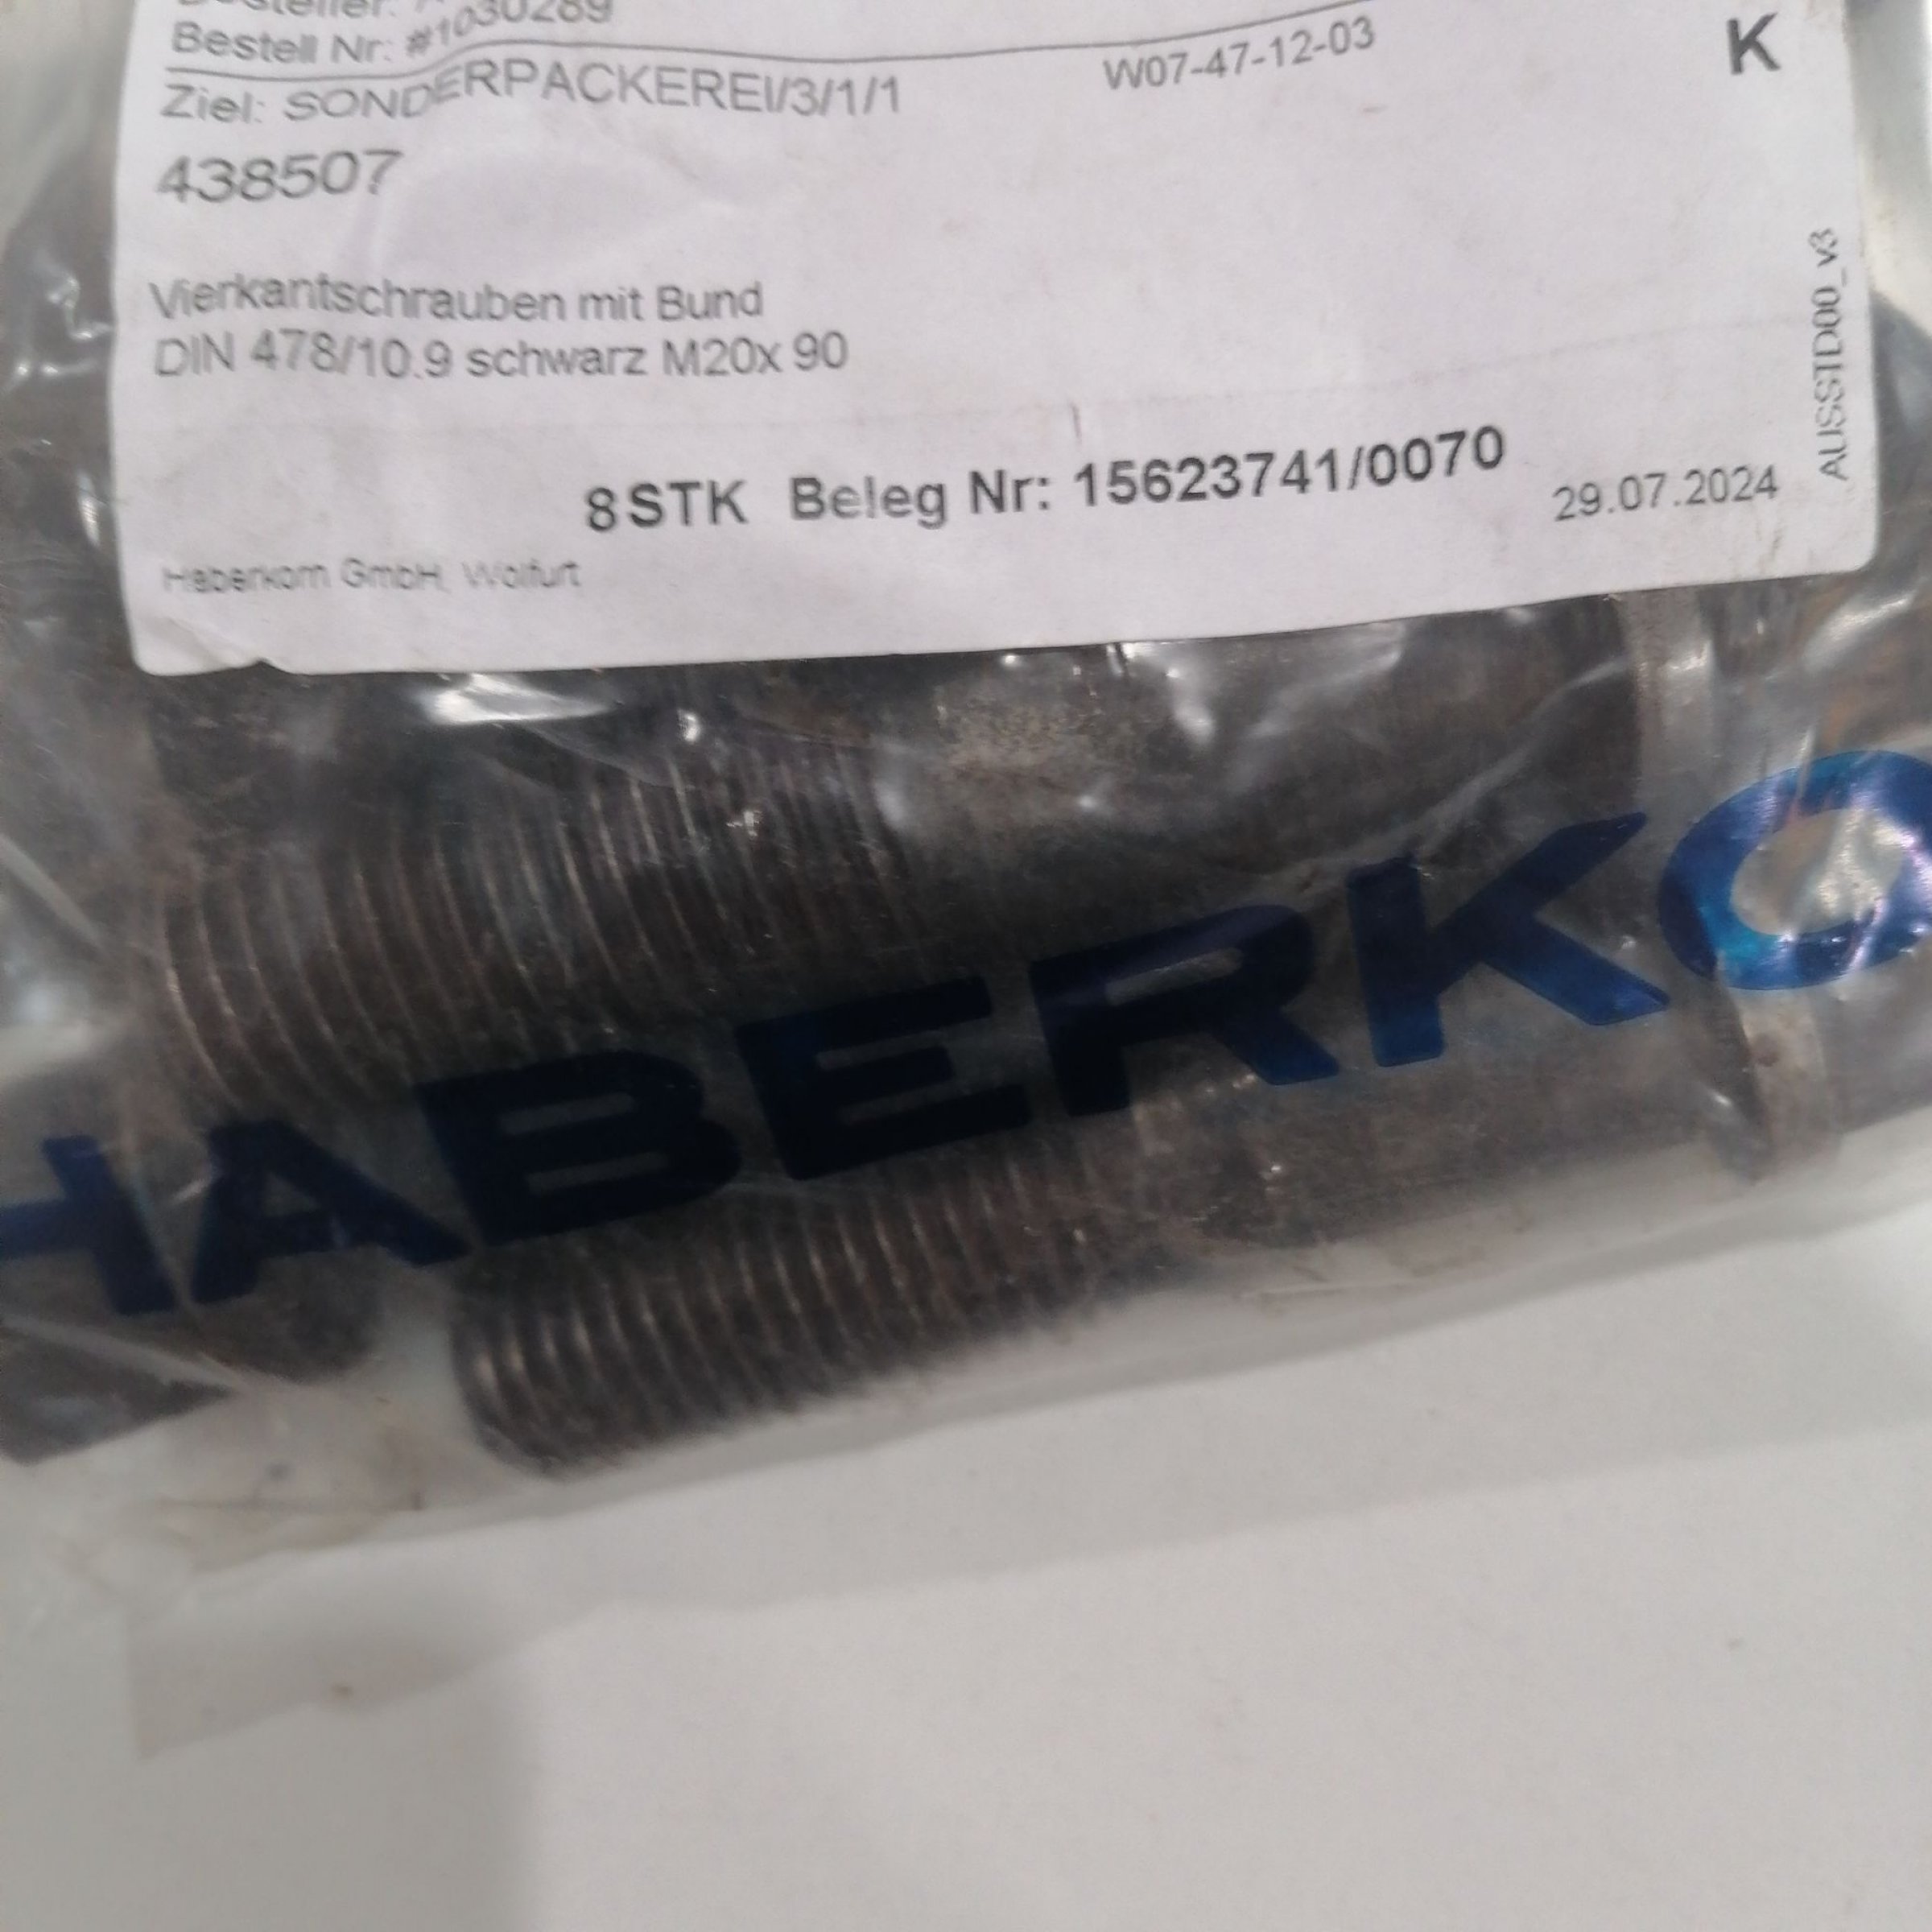 Besteller:
Bestell Nr: #1030289
Ziel: SONDERPACKEREI/3/1/1 W07-47-12-03 K
438507
Vierkantschrauben mit Bund
DIN 478/10.9 schwarz M20x 90
8STK Beleg Nr: 15623741/0070 29.07.2024
AUSSTD00_v3
Haberkorn GmbH, Wolfurt
HABERKO